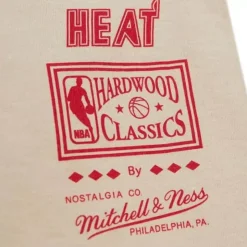 HEAT
HARDWOOD
NBA
CLASSICS
By
NOSTALGIA CO.
Mitchell & Ness
PHILADELPHIA, PA.